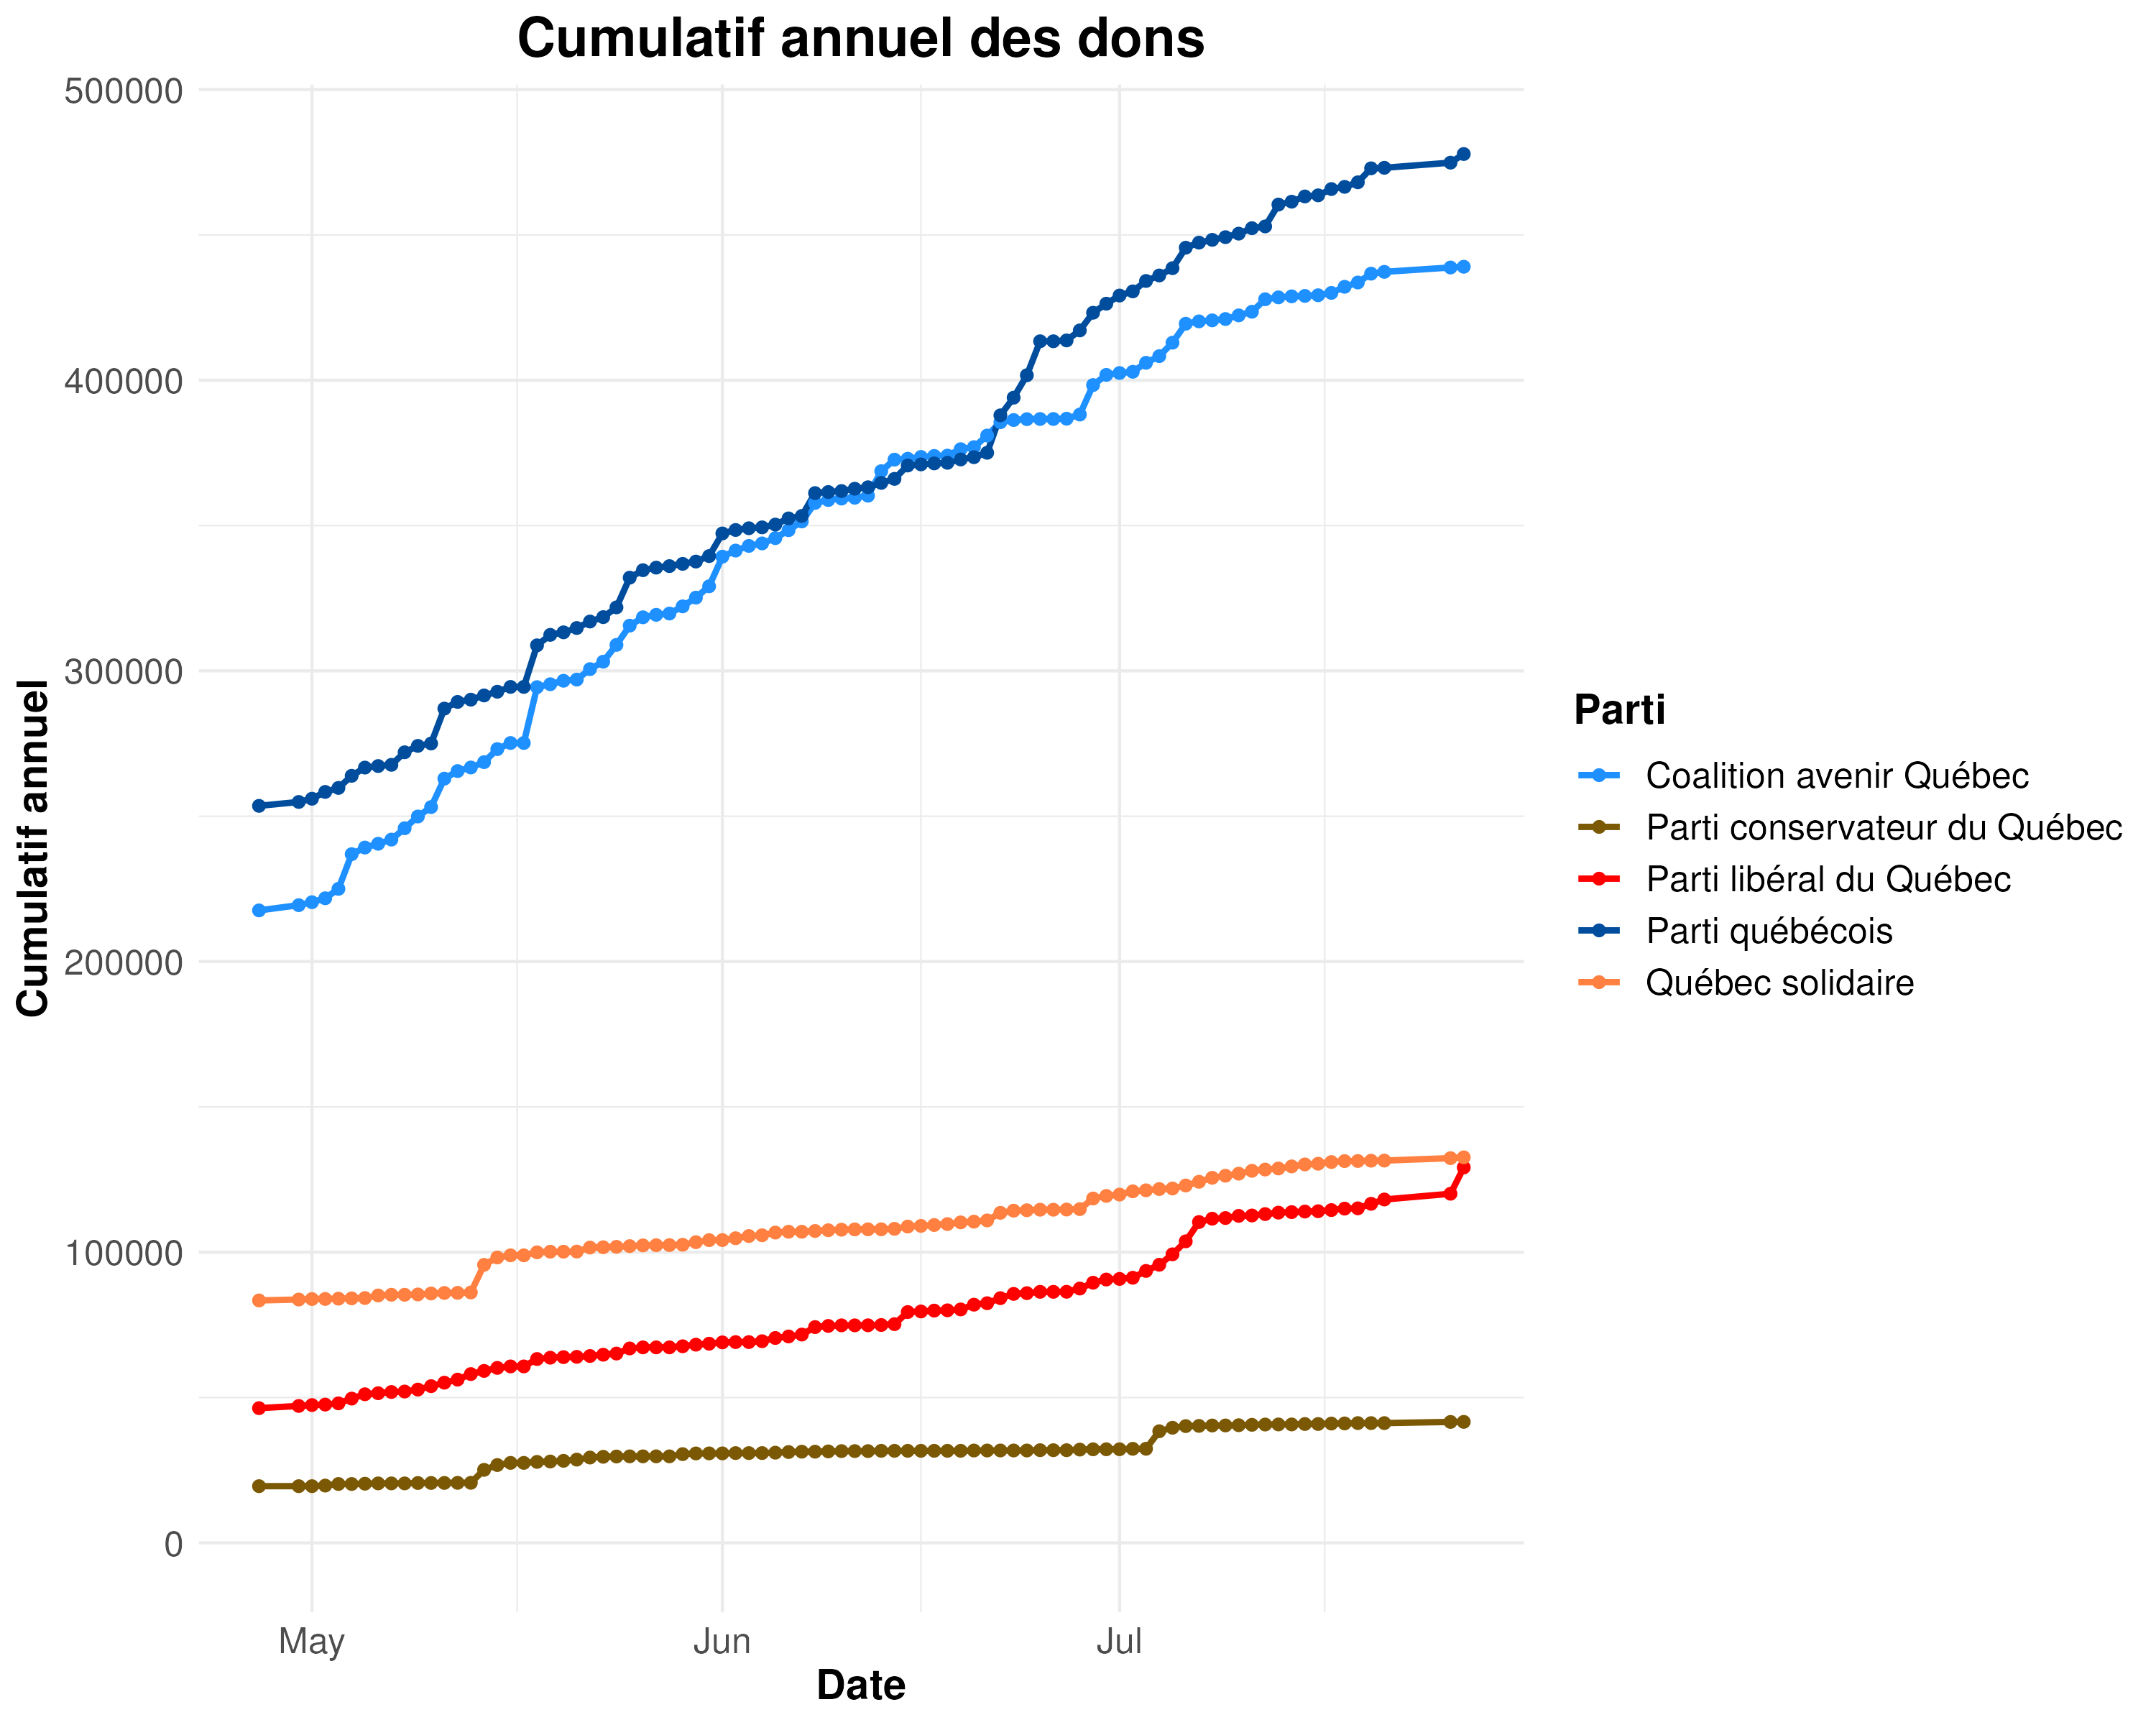 Cumulatif annuel des dons
500000
400000
300000
200000
100000
0
Cumulatif annuel
May
Jun
Jul
Date
Parti
Coalition avenir Québec
Parti conservateur du Québec
Parti libéral du Québec
Parti québécois
Québec solidaire